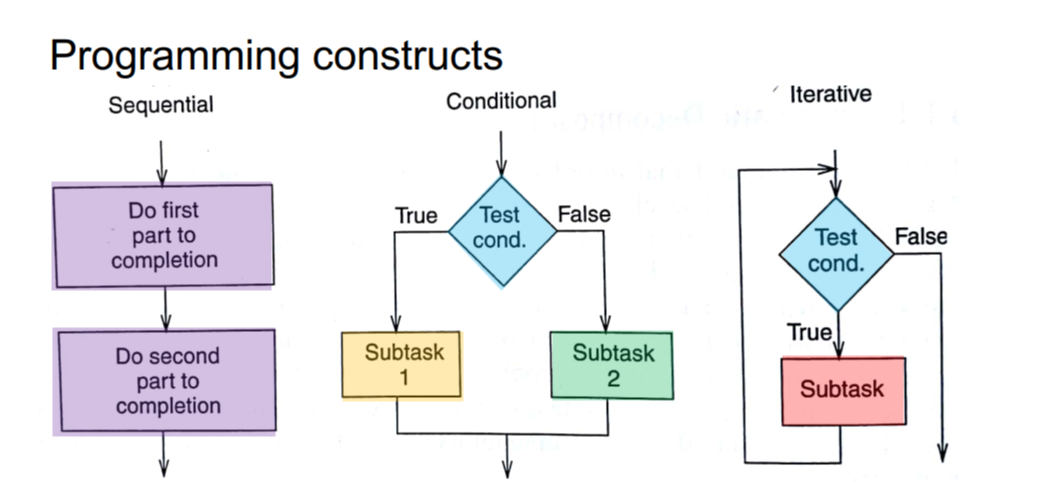 Programming constructs
Sequential
Do first
part to
completion
Do second
part to
completion
Conditional
Test
cond.
True
False
Subtask
1
Subtask
2
Iterative
Test
cond.
False
True
Subtask